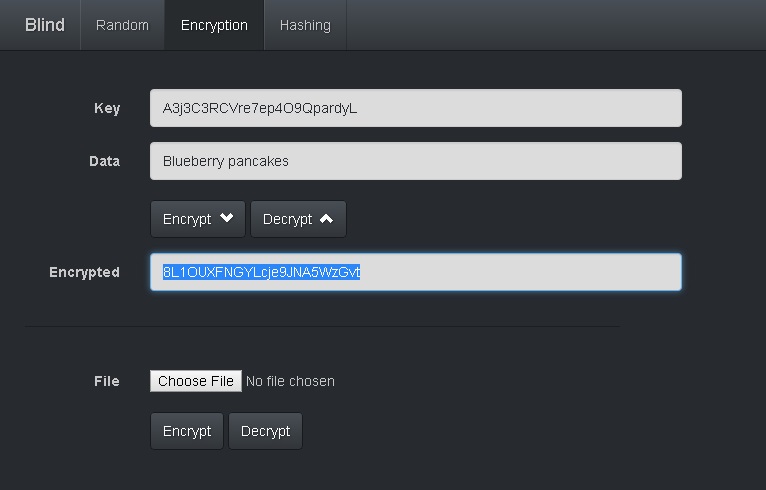 Blind Random Encryption Hashing
Key A3j3C3RCVre7ep4O9QpardyL
Data Blueberry pancakes
Encrypt Decrypt
Encrypted 8L1OUXFNGYLcje9JNA5WzGvt
File Choose File No file chosen
Encrypt Decrypt